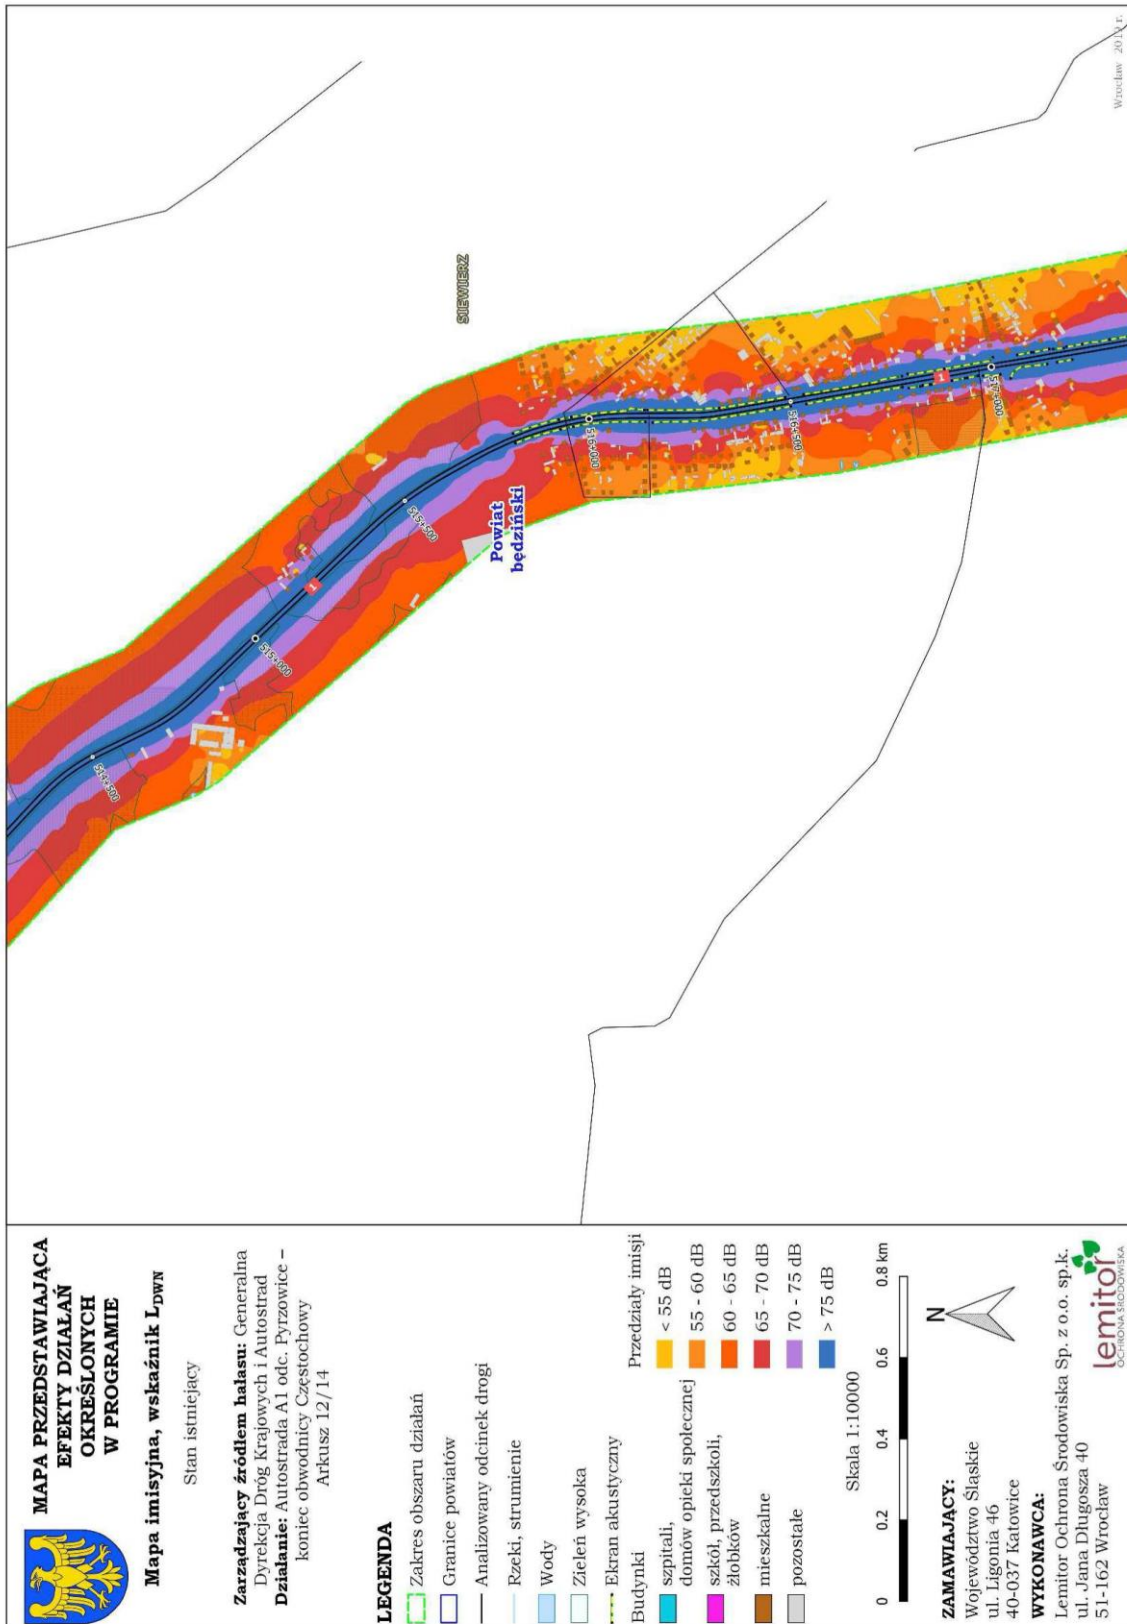 MAPA PRZEDSTAWIAJĄCA
EFEKTY DZIAŁAŃ
OKREŚLONYCH
W PROGRAMIE
Mapa imisyjna, wskaźnik LDWN
Stan istniejący
Zarządzający źródłem hałasu: Generalna
Dyrekcja Dróg Krajowych i Autostrad
Działanie: Autostrada A1 odc. Pyrzowice –
koniec obwodnicy Częstochowy
Arkusz 12/14
LEGENDA
Zakres obszaru działań
Granice powiatów
Analizowany odcinek drogi
Rzeki, strumienie
Wody
Zieleń wysoka
Ekran akustyczny
Budynki
szpitali,
domów opieki społecznej
szkół, przedszkoli,
żłobków
mieszkalne
pozostałe
Przedziały imisji
< 55 dB
55 - 60 dB
60 - 65 dB
65 - 70 dB
70 - 75 dB
> 75 dB
Skala 1:10000
0 0.2 0.4 0.6 0.8 km
N
ZAMAWIAJĄCY:
Województwo Śląskie
ul. Ligonia 46
40-037 Katowice
WYKONAWCA:
Lemitor Ochrona Środowiska Sp. z o.o. sp.k.
ul. Jana Długosza 40
51-162 Wrocław
lemitor
OCHRONA ŚRODOWISKA
514+500
515+000
1
515+500
SIEWIERZ
Powiat
będziński
516+000
516+500
1
517+000
Wrocław